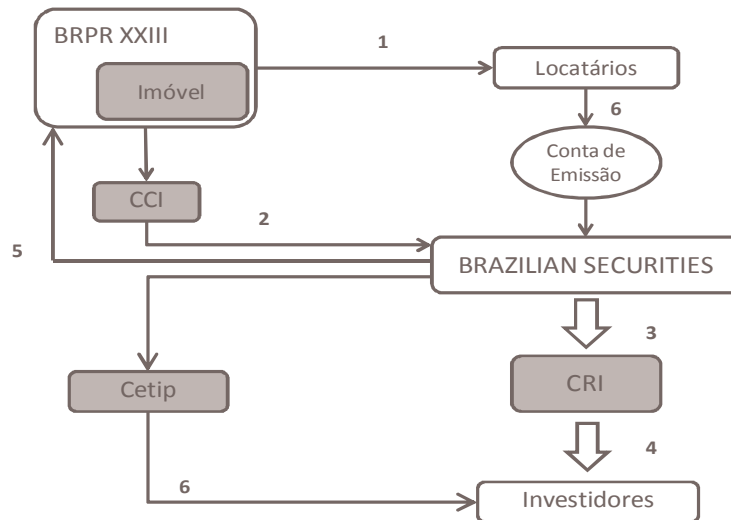 BRPR XXIII
1
Imóvel
Locatários
6
Conta de
Emissão
CCI
2
5
BRAZILIAN SECURITIES
3
Cetip
CRI
4
6
Investidores